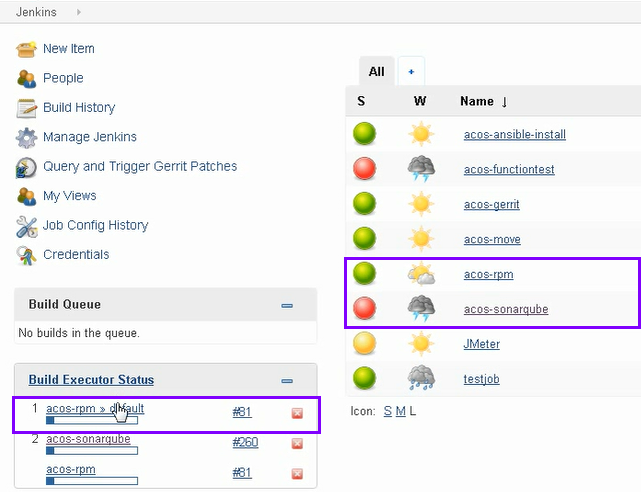 Jenkins
New Item
People
Build History
Manage Jenkins
Query and Trigger Gerrit Patches
My Views
Job Config History
Credentials
Build Queue
No builds in the queue.
Build Executor Status
1 acos-rpm » default #81
2 acos-sonarqube #260
acos-rpm #81
All +
S W Name ↓
acos-ansible-install
acos-functiontest
acos-gerrit
acos-move
acos-rpm
acos-sonarqube
JMeter
testjob
Icon: S M L